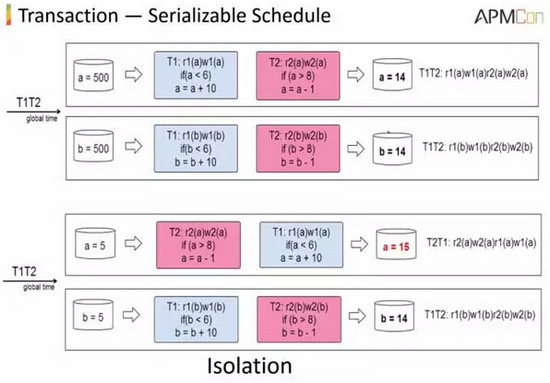 Transaction — Serializable Schedule
APMCon
a = 500
T1: r1(a)w1(a)
if(a < 6)
a = a + 10
T2: r2(a)w2(a)
if (a > 8)
a = a - 1
a = 14
T1T2: r1(a)w1(a)r2(a)w2(a)
T1T2
global time
b = 500
T1: r1(b)w1(b)
if(b < 6)
b = b + 10
T2: r2(b)w2(b)
if (b > 8)
b = b - 1
b = 14
T1T2: r1(b)w1(b)r2(b)w2(b)
a = 5
T2: r2(a)w2(a)
if (a > 8)
a = a - 1
T1: r1(a)w1(a)
if(a < 6)
a = a + 10
a = 15
T2T1: r2(a)w2(a)r1(a)w1(a)
T1T2
global time
b = 5
T1: r1(b)w1(b)
if(b < 6)
b = b + 10
T2: r2(b)w2(b)
if (b > 8)
b = b - 1
b = 14
T1T2: r1(b)w1(b)r2(b)w2(b)
Isolation